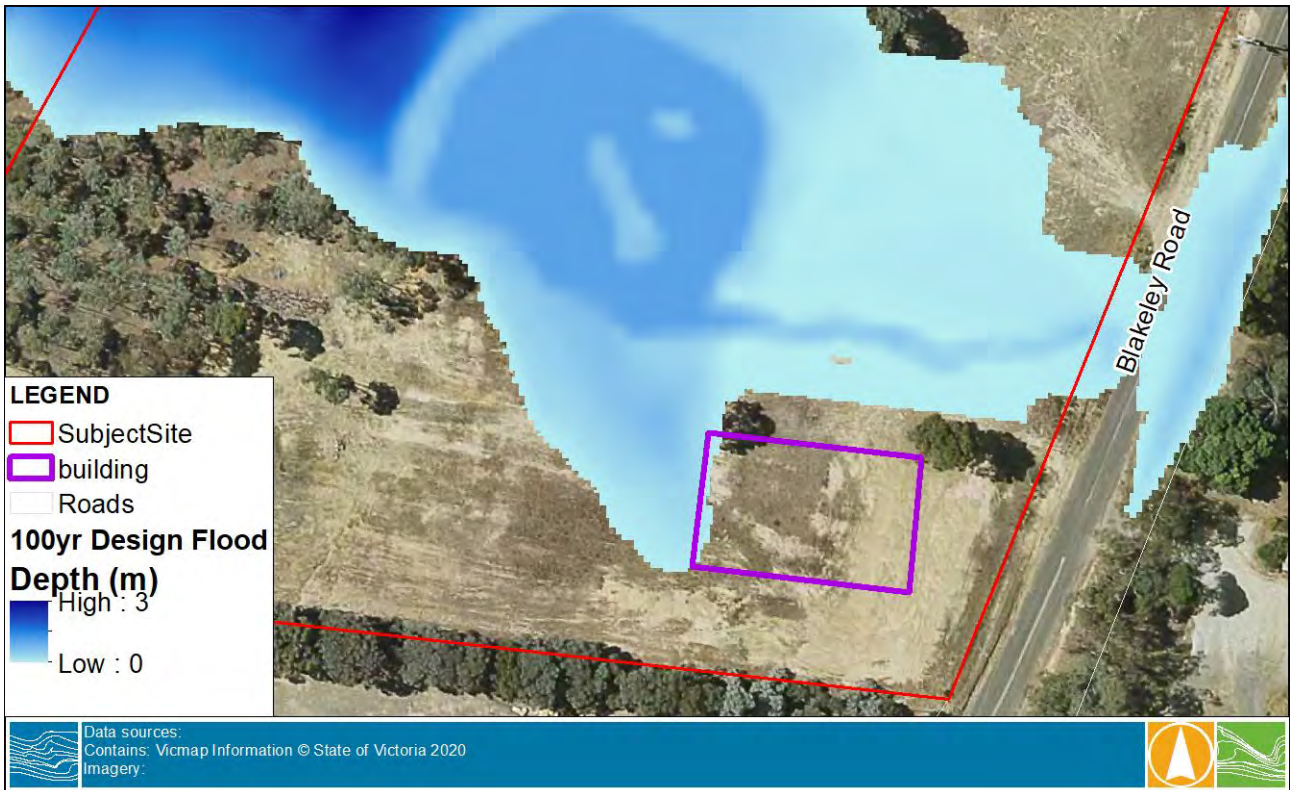 Blakeley Road
LEGEND
SubjectSite
building
Roads
100yr Design Flood
Depth (m)
High : 3
Low : 0
Data sources:
Contains: Vicmap Information © State of Victoria 2020
Imagery: